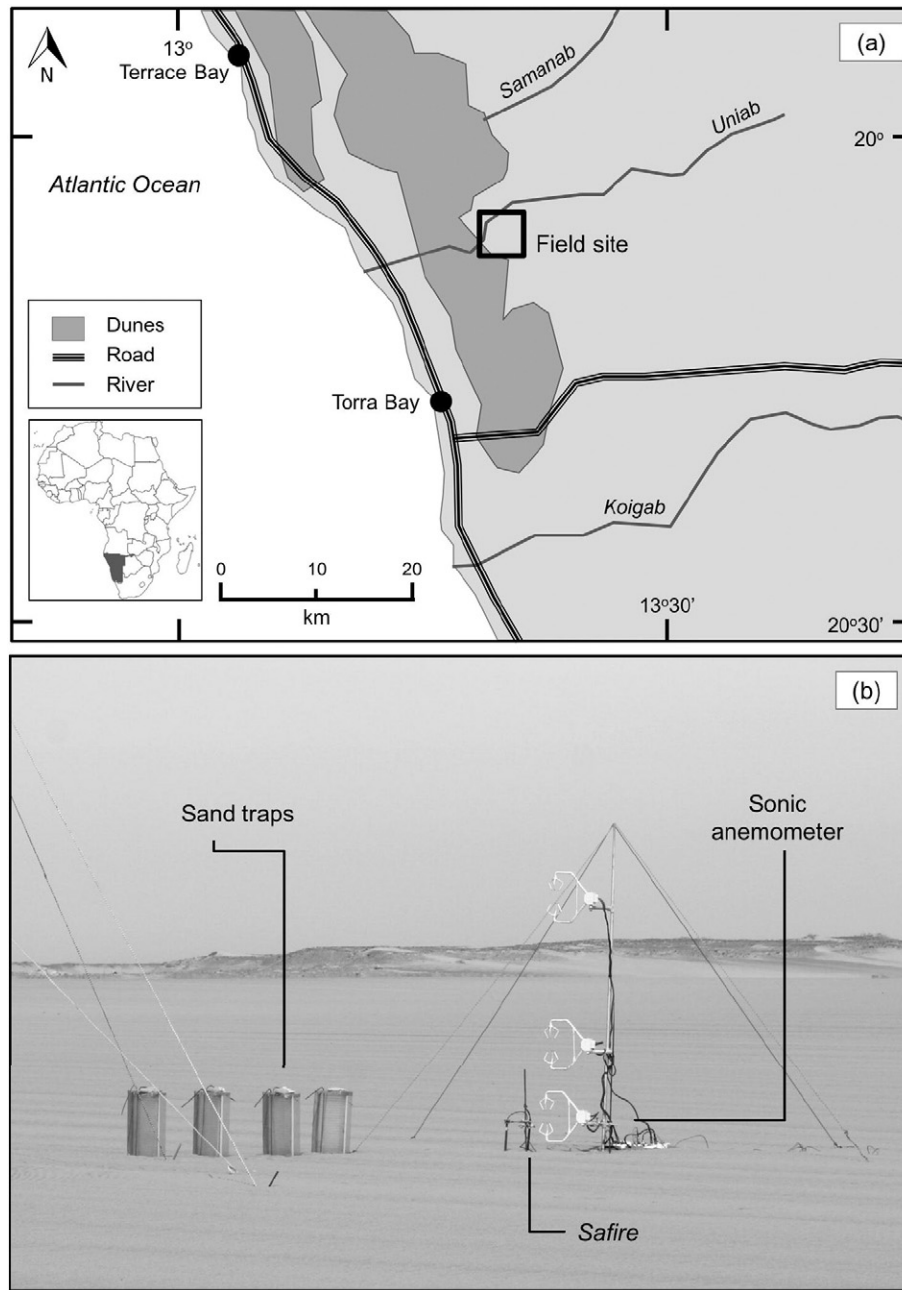 (a)
13°
N
Terrace Bay
Samanab
Uniab
20°
Atlantic Ocean
Field site
Dunes
Road
River
Torra Bay
Koigab
0 10 20
km
13°30'
20°30'
(b)
Sand traps
Sonic
anemometer
Safire